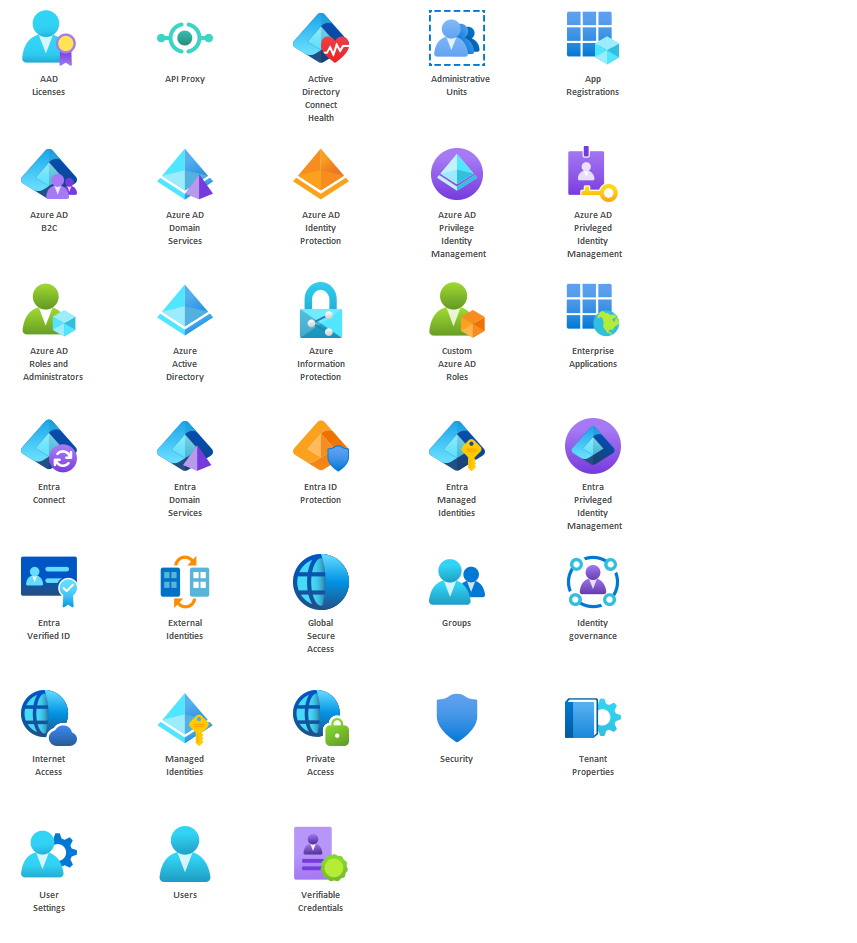 AAD
Licenses
API Proxy
Active
Directory
Connect
Health
Administrative
Units
App
Registrations
Azure AD
B2C
Azure AD
Domain
Services
Azure AD
Identity
Protection
Azure AD
Privilege
Identity
Management
Azure AD
Privleged
Identity
Management
Azure AD
Roles and
Administrators
Azure
Active
Directory
Azure
Information
Protection
Custom
Azure AD
Roles
Enterprise
Applications
Entra
Connect
Entra
Domain
Services
Entra ID
Protection
Entra
Managed
Identities
Entra
Privleged
Identity
Management
Entra
Verified ID
External
Identities
Global
Secure
Access
Groups
Identity
governance
Internet
Access
Managed
Identities
Private
Access
Security
Tenant
Properties
User
Settings
Users
Verifiable
Credentials